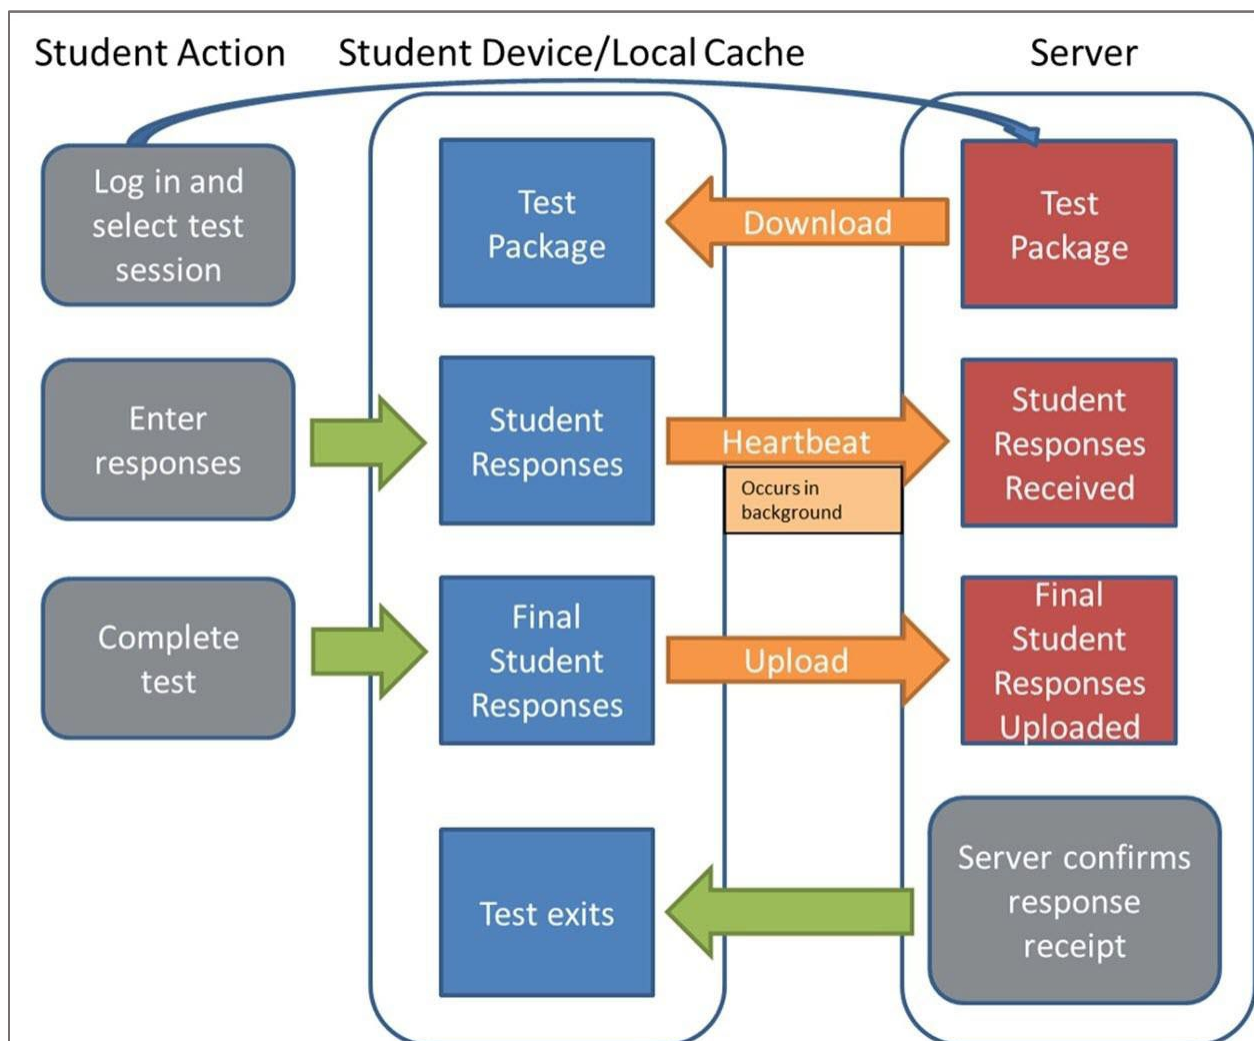 Student Action
Student Device/Local Cache
Server
Log in and
select test
session
Test
Package
Download
Test
Package
Enter
responses
Student
Responses
Heartbeat
Occurs in
background
Student
Responses
Received
Complete
test
Final
Student
Responses
Upload
Final
Student
Responses
Uploaded
Test exits
Server confirms
response
receipt